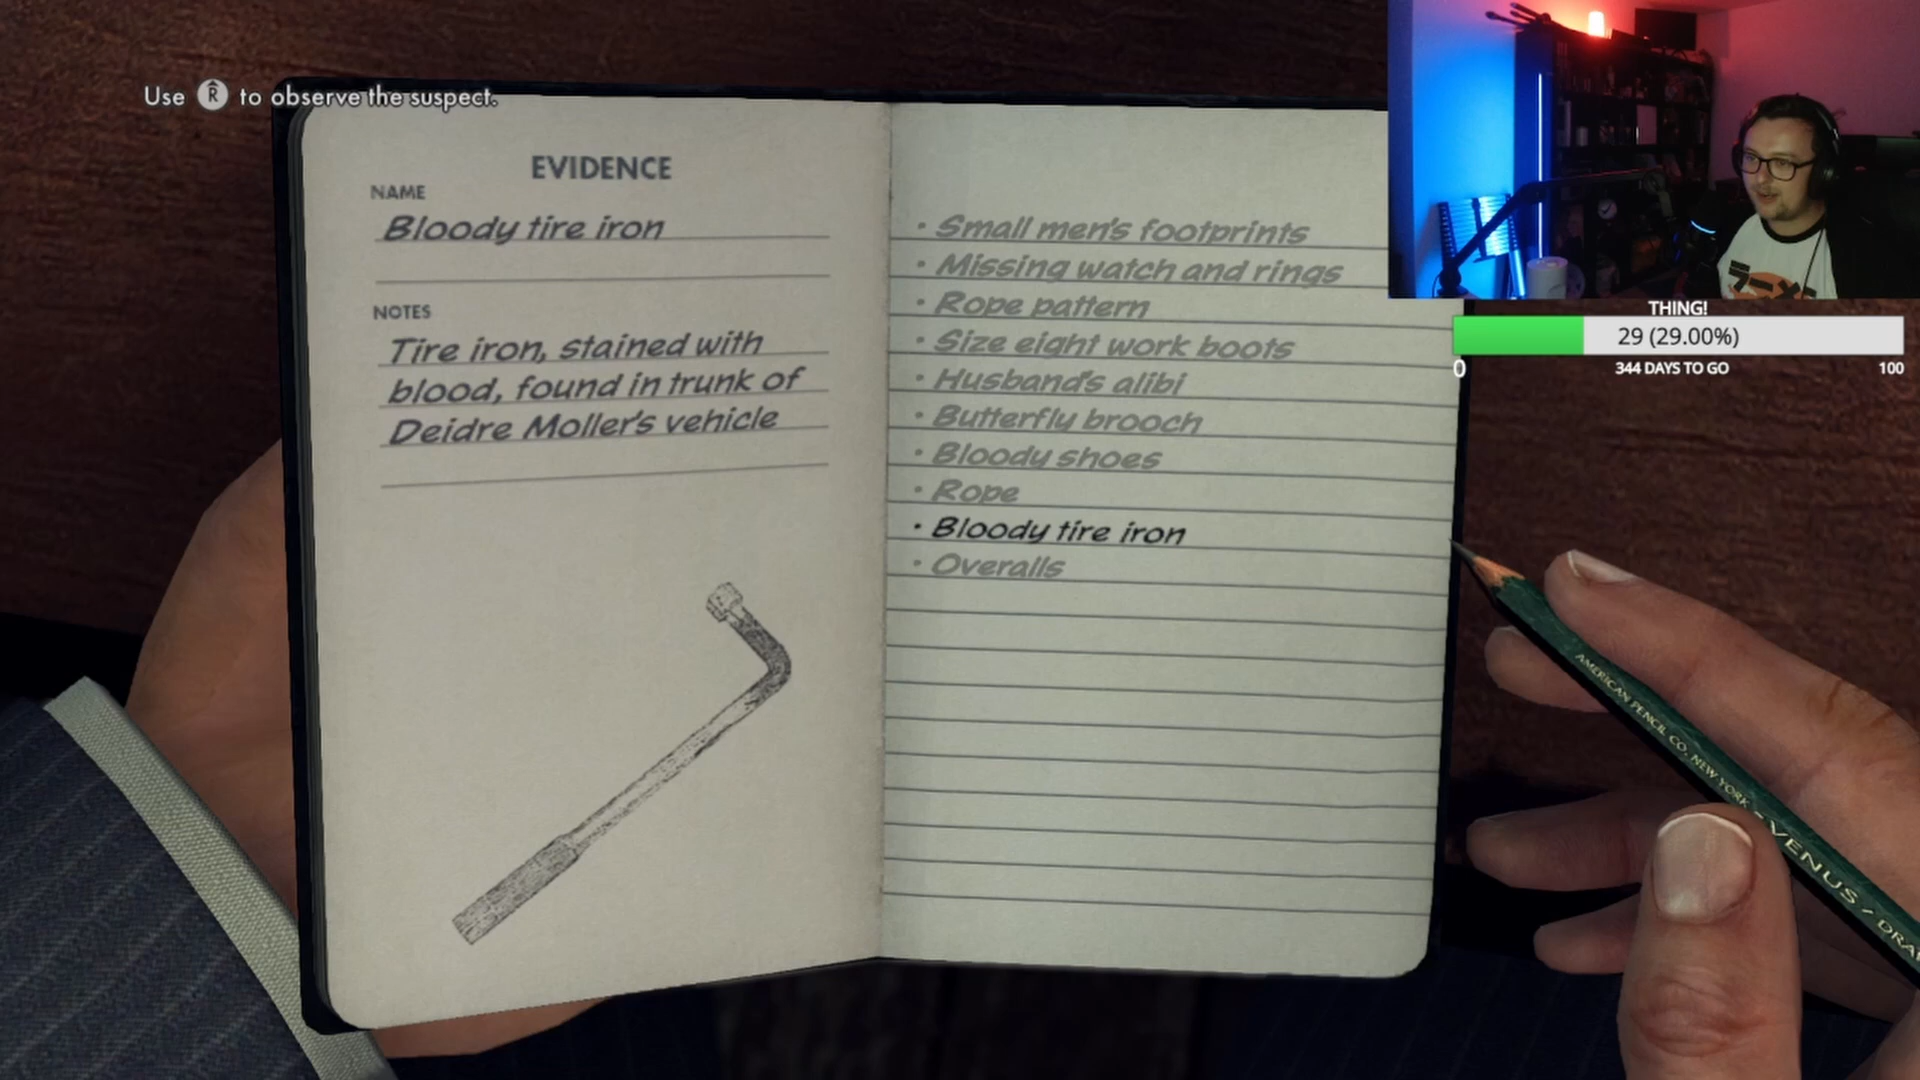 Use R to observe the suspect.
EVIDENCE
NAME
Bloody tire iron
NOTES
Tire iron, stained with
blood, found in trunk of
Deidre Moller's vehicle
• Small men's footprints
• Missing watch and rings
• Rope pattern
• Size eight work boots
• Husband's alibi
• Butterfly brooch
• Bloody shoes
• Rope
• Bloody tire iron
• Overalls
THING!
29 (29.00%)
0 344 DAYS TO GO 100
AMERICAN PENCIL CO. NEW YORK VENUS / DRA